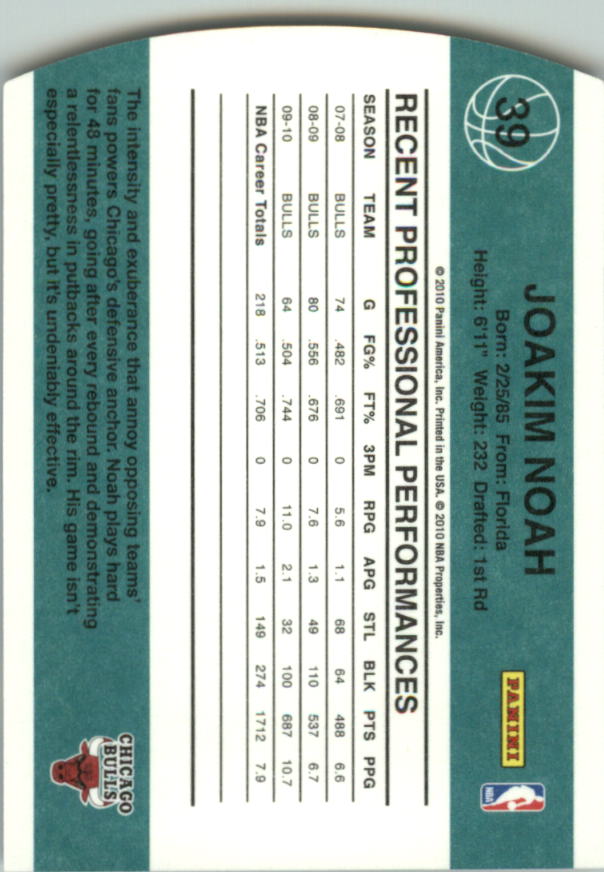 39
JOAKIM NOAH
Born: 2/25/85 From: Florida
Height: 6'11" Weight: 232 Drafted: 1st Rd
PANINI
NBA
© 2010 Panini America, Inc. Printed in the USA. © 2010 NBA Properties, Inc.
RECENT PROFESSIONAL PERFORMANCES
SEASON TEAM G FG% FT% 3PM RPG APG STL BLK PTS PPG
07-08 BULLS 74 .482 .691 0 5.6 1.1 68 64 488 6.6
08-09 BULLS 80 .556 .676 0 7.6 1.3 49 110 537 6.7
09-10 BULLS 64 .504 .744 0 11.0 2.1 32 100 687 10.7
NBA Career Totals 218 .513 .706 0 7.9 1.5 149 274 1712 7.9
The intensity and exuberance that annoy opposing teams'
fans powers Chicago's defensive anchor. Noah plays hard
for 48 minutes, going after every rebound and demonstrating
a relentlessness in putbacks around the rim. His game isn't
especially pretty, but it's undeniably effective.
CHICAGO
BULLS